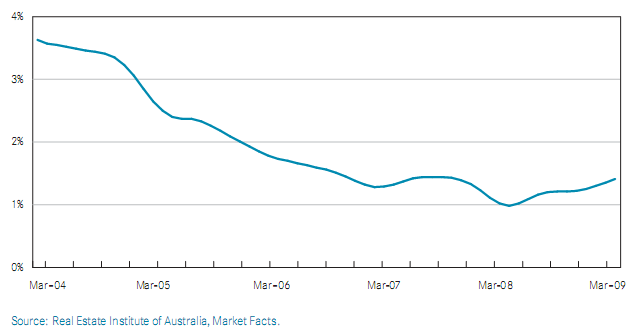 4%
3%
2%
1%
0%
Mar-04 Mar-05 Mar-06 Mar-07 Mar-08 Mar-09
Source: Real Estate Institute of Australia, Market Facts.